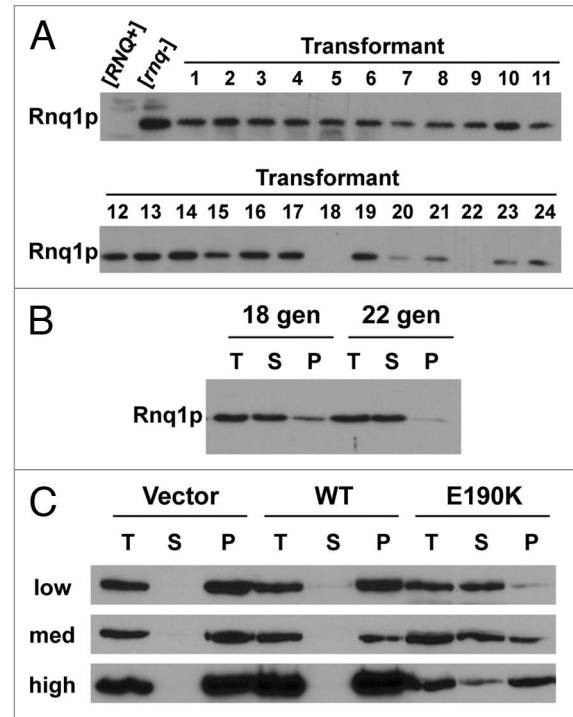 A
[RNQ+]
[rnq-]
Transformant
1 2 3 4 5 6 7 8 9 10 11
Rnq1p
Transformant
12 13 14 15 16 17 18 19 20 21 22 23 24
Rnq1p
B
18 gen 22 gen
T S P T S P
Rnq1p
C
Vector WT E190K
T S P T S P T S P
low
med
high